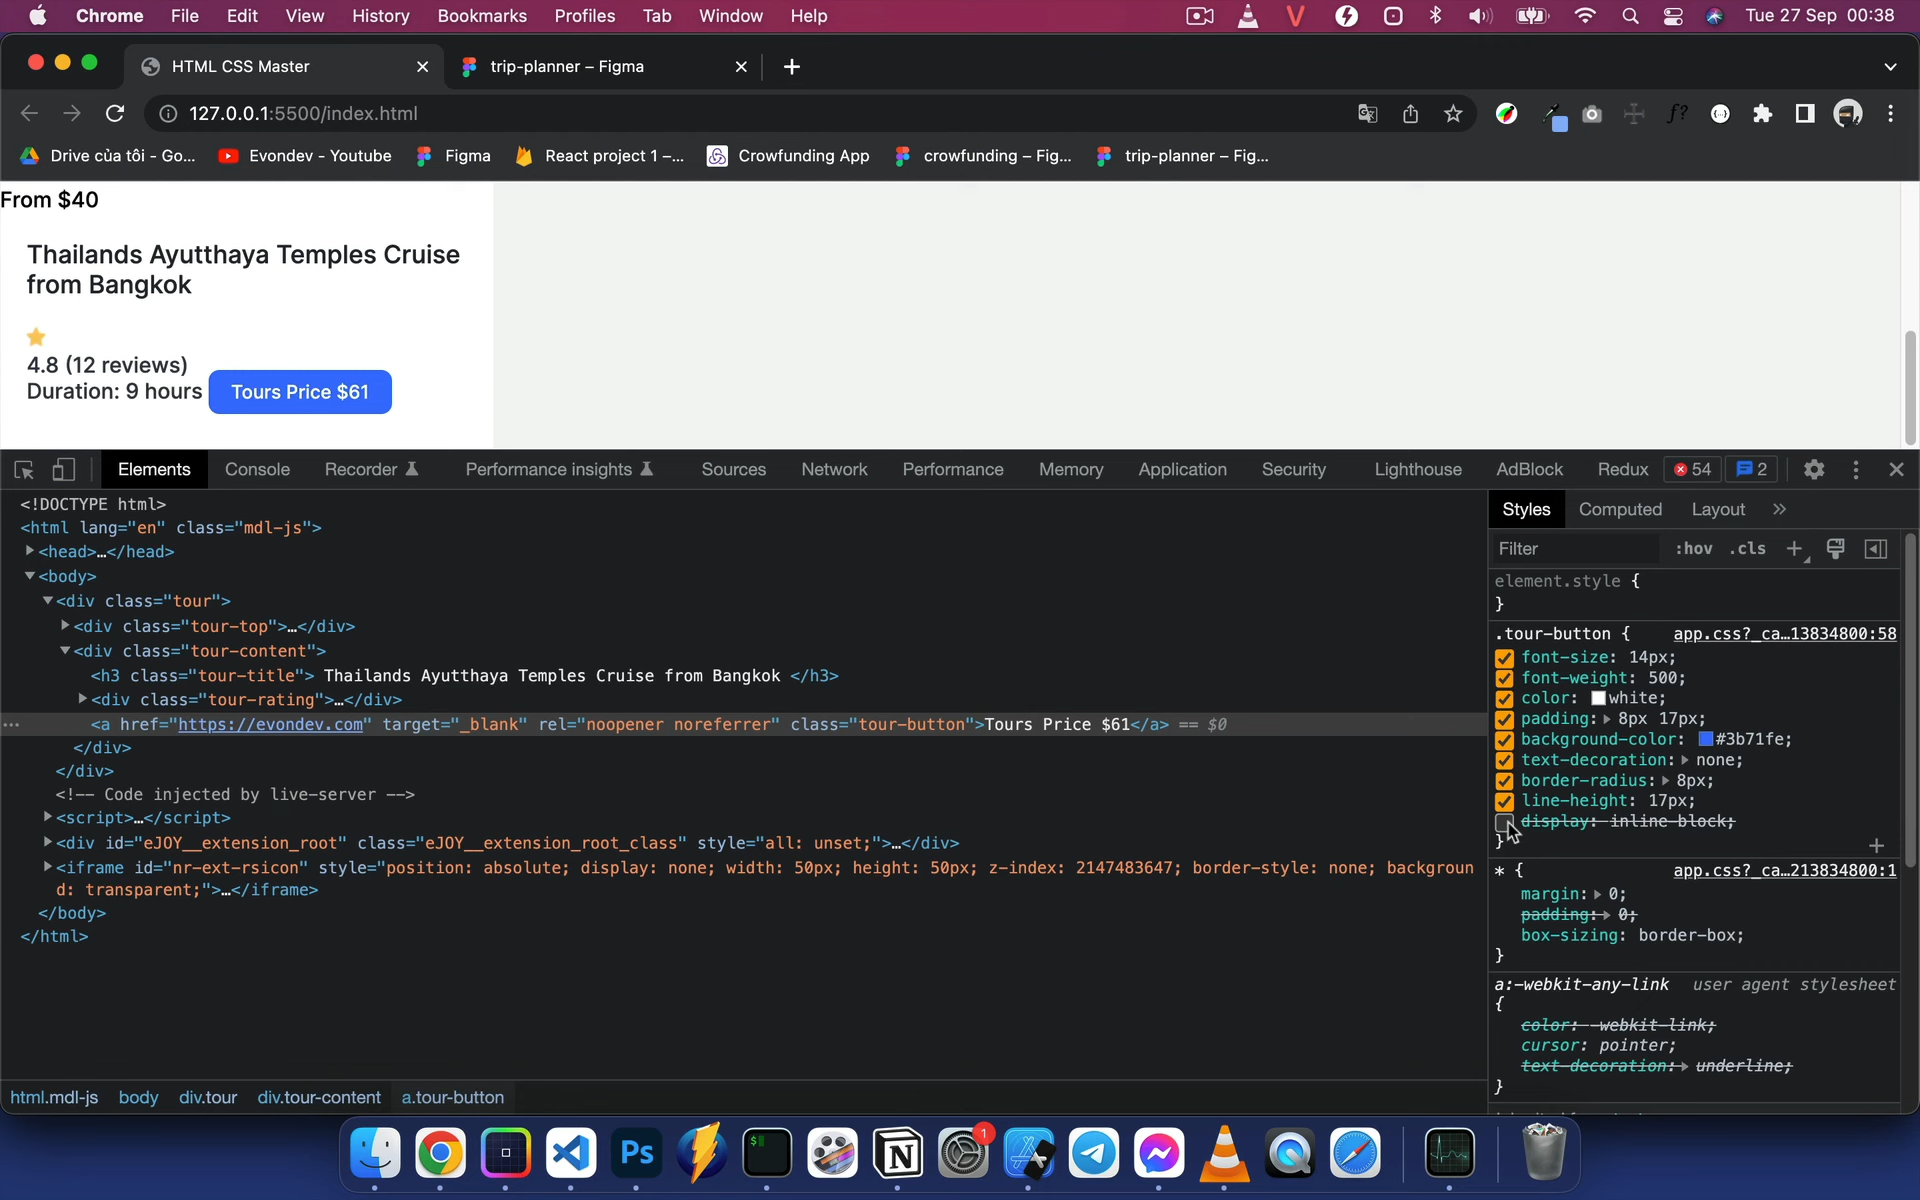 Chrome File Edit View History Bookmarks Profiles Tab Window Help Tue 27 Sep 00:38
HTML CSS Master trip-planner – Figma
127.0.0.1:5500/index.html
Drive của tôi - Go... Evondev - Youtube Figma React project 1 –... Crowfunding App crowfunding – Fig... trip-planner – Fig...
From $40
Thailands Ayutthaya Temples Cruise
from Bangkok
4.8 (12 reviews)
Duration: 9 hours Tours Price $61
Elements Console Recorder Performance insights Sources Network Performance Memory Application Security Lighthouse AdBlock Redux 54 2
<!DOCTYPE html>
<html lang="en" class="mdl-js">
<head>…</head>
<body>
<div class="tour">
<div class="tour-top">…</div>
<div class="tour-content">
<h3 class="tour-title"> Thailands Ayutthaya Temples Cruise from Bangkok </h3>
<div class="tour-rating">…</div>
<a href="https://evondev.com" target="_blank" rel="noopener noreferrer" class="tour-button">Tours Price $61</a> == $0
</div>
</div>
<!-- Code injected by live-server -->
<script>…</script>
<div id="eJOY__extension_root" class="eJOY__extension_root_class" style="all: unset;">…</div>
<iframe id="nr-ext-rsicon" style="position: absolute; display: none; width: 50px; height: 50px; z-index: 2147483647; border-style: none; backgroun
d: transparent;">…</iframe>
</body>
</html>
html.mdl-js body div.tour div.tour-content a.tour-button
Styles Computed Layout
Filter :hov .cls
element.style {
}
.tour-button { app.css?_ca…13834800:58
font-size: 14px;
font-weight: 500;
color: white;
padding: 8px 17px;
background-color: #3b71fe;
text-decoration: none;
border-radius: 8px;
line-height: 17px;
display: inline-block;
}
* { app.css?_ca…213834800:1
margin: 0;
padding: 0;
box-sizing: border-box;
}
a:-webkit-any-link user agent stylesheet
{
color: -webkit-link;
cursor: pointer;
text-decoration: underline;
}
Ps
1